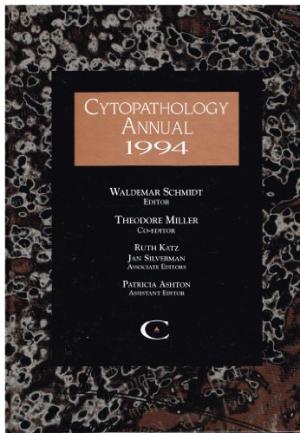 CYTOPATHOLOGY
ANNUAL
1994
WALDEMAR SCHMIDT
EDITOR
THEODORE MILLER
CO-EDITOR
RUTH KATZ
JAN SILVERMAN
ASSOCIATE EDITORS
PATRICIA ASHTON
ASSISTANT EDITOR
C